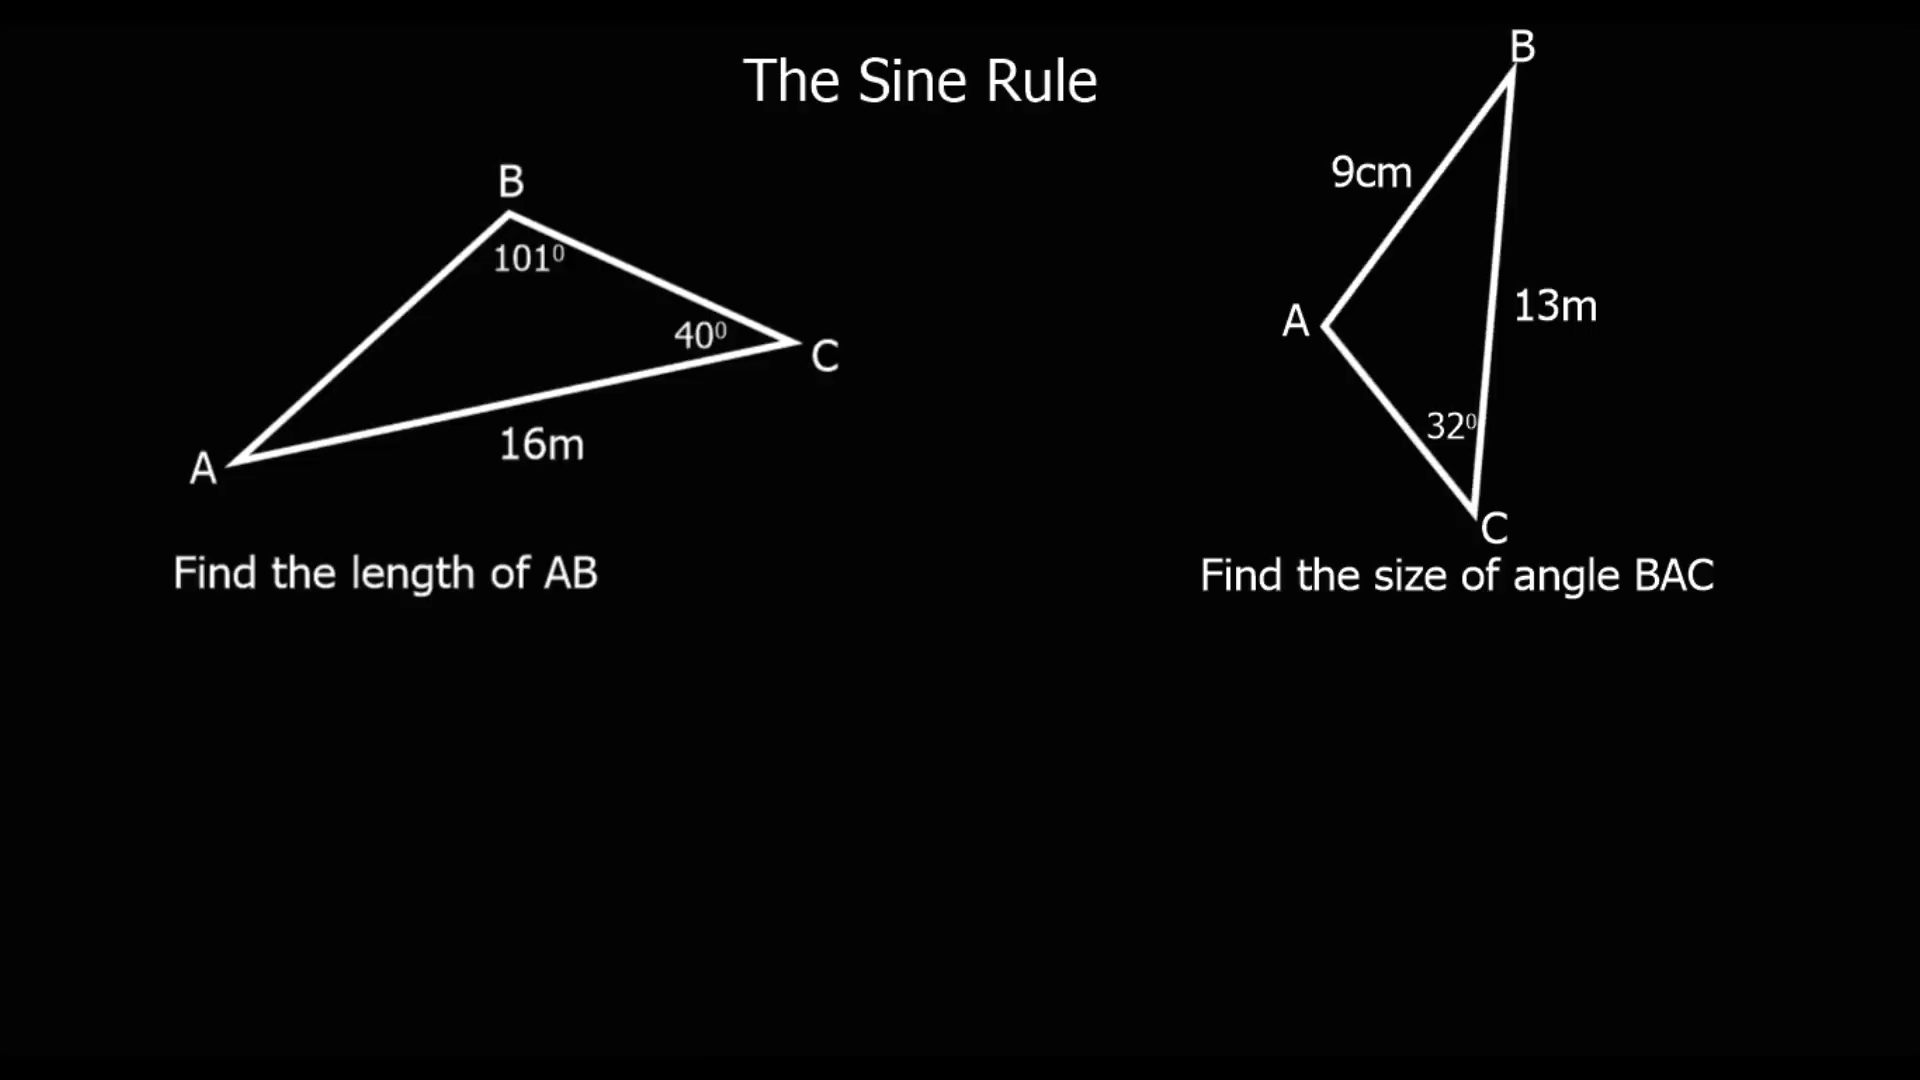 The Sine Rule
B
101⁰
40⁰
C
A
16m
Find the length of AB
B
9cm
13m
A
32⁰
C
Find the size of angle BAC